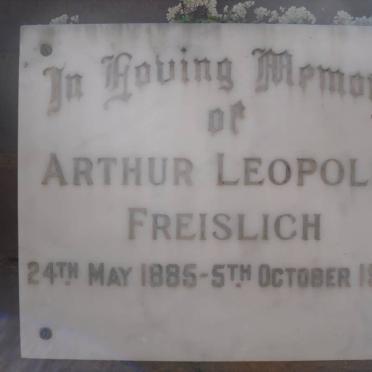 In Loving Memo
of
ARTHUR LEOPOL
FREISLICH
24TH MAY 1885-5TH OCTOBER 1